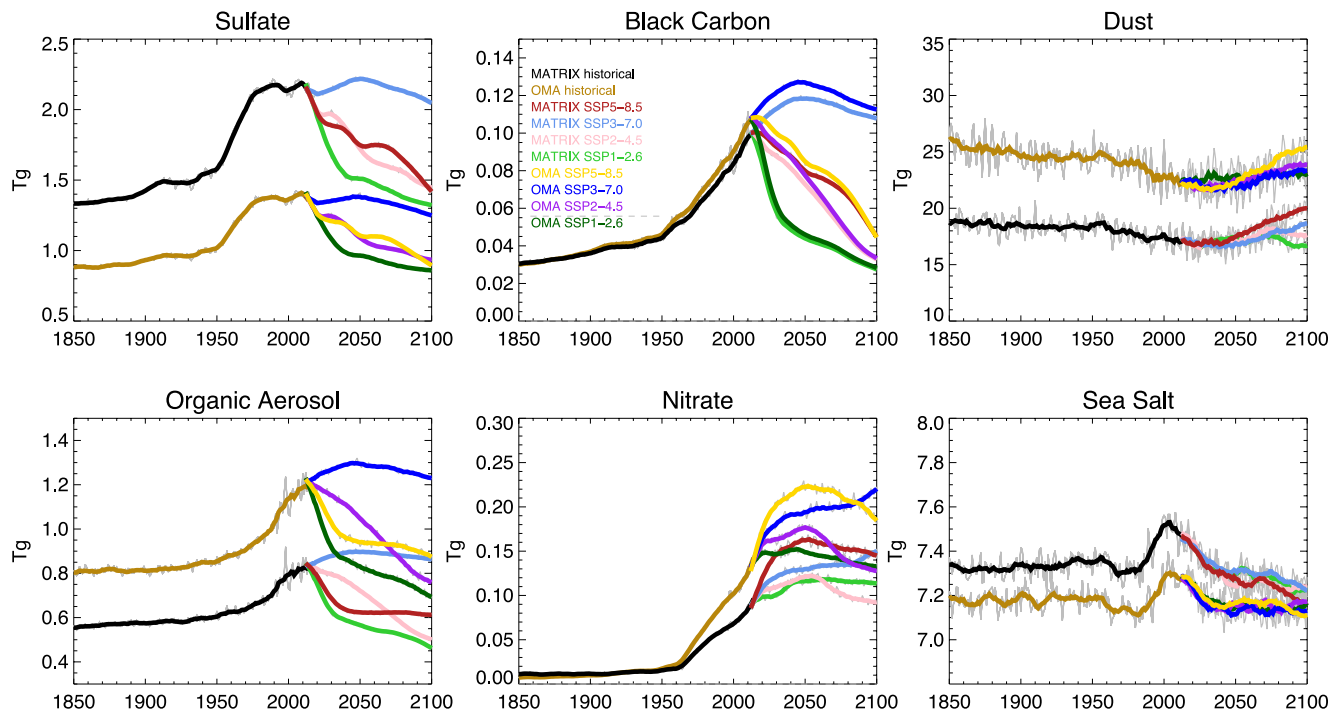 Sulfate
Tg
2.5
2.0
1.5
1.0
0.5
1850 1900 1950 2000 2050 2100
Black Carbon
0.14
0.12
0.10
0.08
0.06
0.04
0.02
0.00
MATRIX historical
OMA historical
MATRIX SSP5-8.5
MATRIX SSP3-7.0
MATRIX SSP2-4.5
MATRIX SSP1-2.6
OMA SSP5-8.5
OMA SSP3-7.0
OMA SSP2-4.5
OMA SSP1-2.6
1850 1900 1950 2000 2050 2100
Dust
Tg
35
30
25
20
15
10
1850 1900 1950 2000 2050 2100
Organic Aerosol
Tg
1.4
1.2
1.0
0.8
0.6
0.4
1850 1900 1950 2000 2050 2100
Nitrate
0.30
0.25
0.20
0.15
0.10
0.05
0.00
1850 1900 1950 2000 2050 2100
Sea Salt
Tg
8.0
7.8
7.6
7.4
7.2
7.0
1850 1900 1950 2000 2050 2100